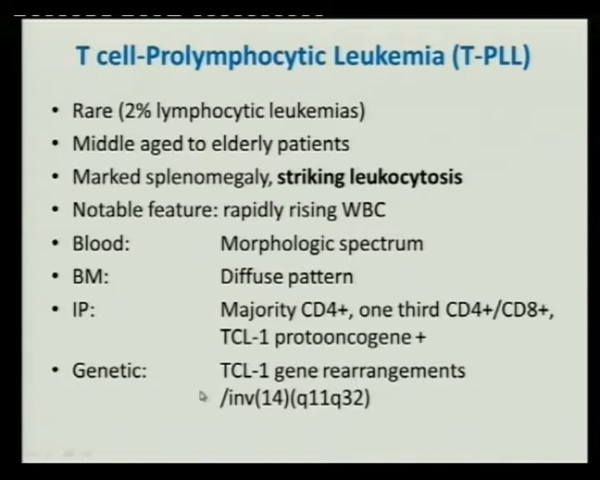 T cell-Prolymphocytic Leukemia (T-PLL)
• Rare (2% lymphocytic leukemias)
• Middle aged to elderly patients
• Marked splenomegaly, striking leukocytosis
• Notable feature: rapidly rising WBC
• Blood: Morphologic spectrum
• BM: Diffuse pattern
• IP: Majority CD4+, one third CD4+/CD8+,
TCL-1 protooncogene +
• Genetic: TCL-1 gene rearrangements
/inv(14)(q11q32)